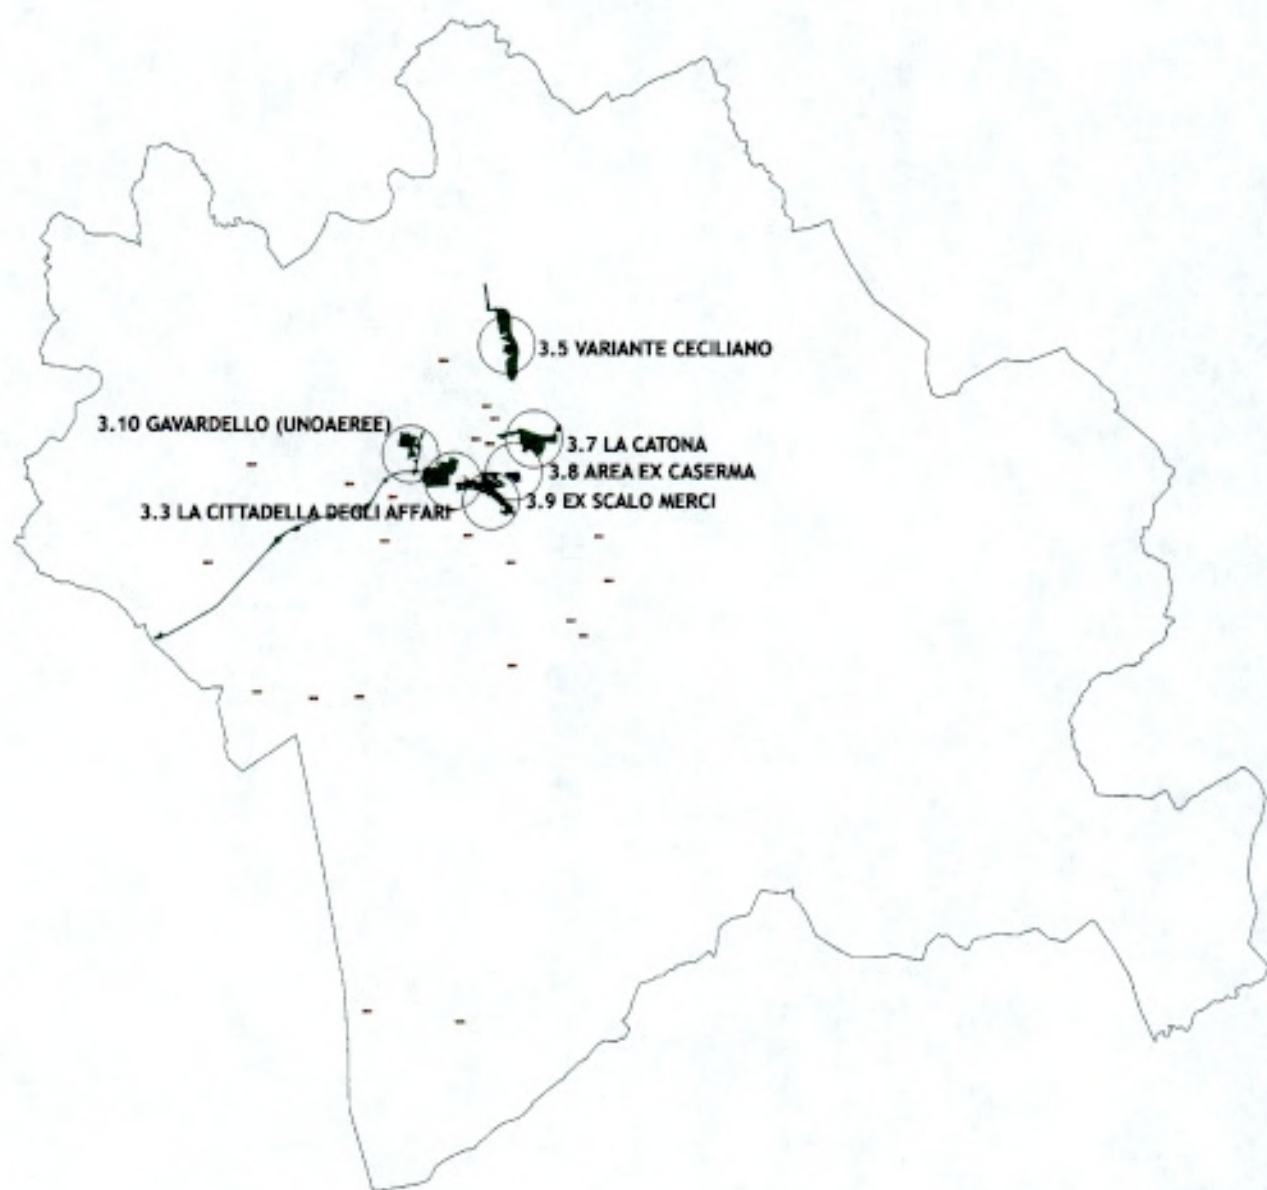 3.5 VARIANTE CECILIANO
3.10 GAVARDELLO (UNOAEREE)
3.7 LA CATONA
3.8 AREA EX CASERMA
3.9 EX SCALO MERCI
3.3 LA CITTADELLA DEGLI AFFARI